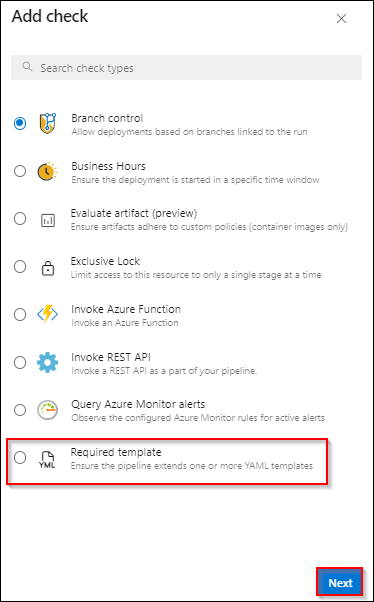 Add check
Search check types
Branch control
Allow deployments based on branches linked to the run
Business Hours
Ensure the deployment is started in a specific time window
Evaluate artifact (preview)
Ensure artifacts adhere to custom policies (container images only)
Exclusive Lock
Limit access to this resource to only a single stage at a time
Invoke Azure Function
Invoke an Azure Function
Invoke REST API
Invoke a REST API as a part of your pipeline.
Query Azure Monitor alerts
Observe the configured Azure Monitor rules for active alerts
Required template
YML
Ensure the pipeline extends one or more YAML templates
Next